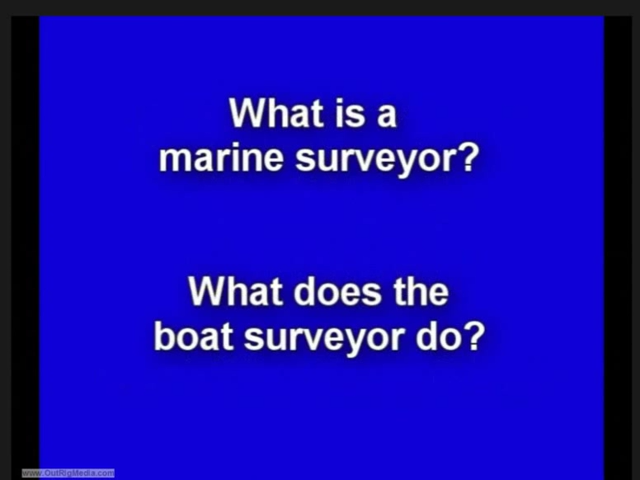 What is a
marine surveyor?
What does the
boat surveyor do?
www.OutRigMedia.com